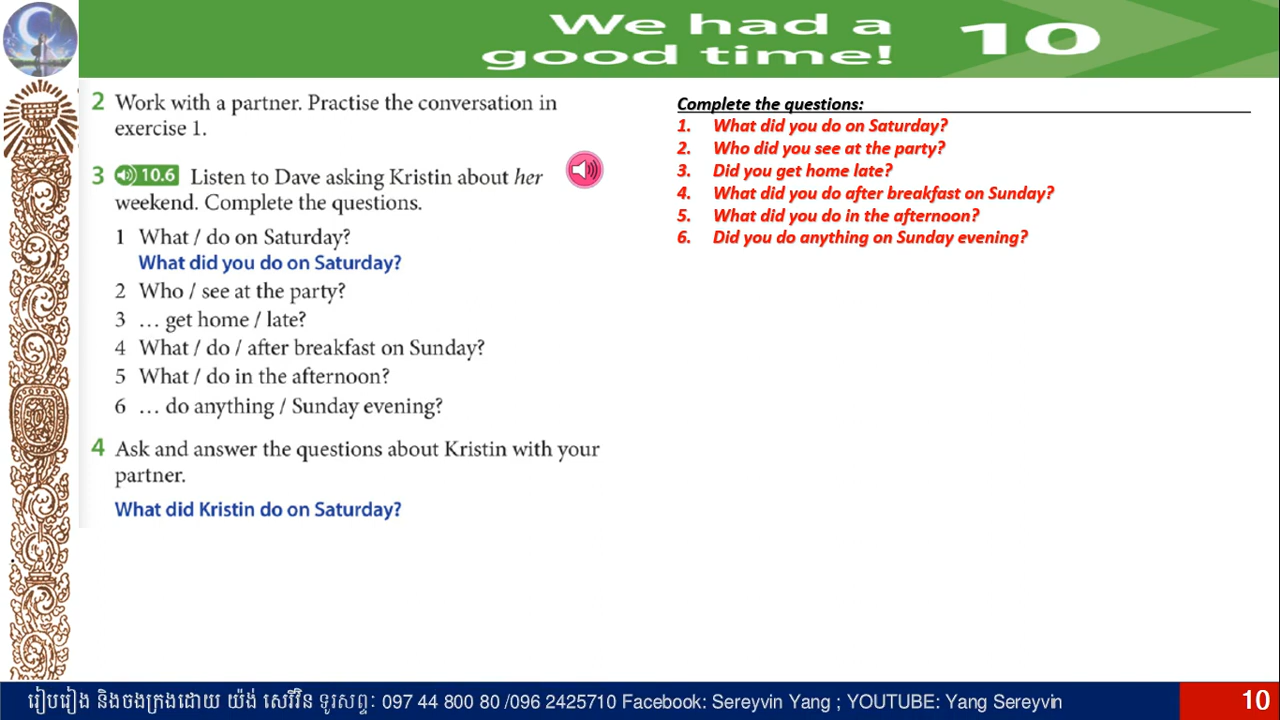 We had a
good time!
10
2 Work with a partner. Practise the conversation in
exercise 1.
3 10.6 Listen to Dave asking Kristin about her
weekend. Complete the questions.
1 What / do on Saturday?
What did you do on Saturday?
2 Who / see at the party?
3 … get home / late?
4 What / do / after breakfast on Sunday?
5 What / do in the afternoon?
6 … do anything / Sunday evening?
4 Ask and answer the questions about Kristin with your
partner.
What did Kristin do on Saturday?
Complete the questions:
1. What did you do on Saturday?
2. Who did you see at the party?
3. Did you get home late?
4. What did you do after breakfast on Sunday?
5. What did you do in the afternoon?
6. Did you do anything on Sunday evening?
រៀបរៀង និងចងក្រងដោយ យ៉ង់ សេរីវិន ទូរសព្ទៈ 097 44 800 80 /096 2425710 Facebook: Sereyvin Yang ; YOUTUBE: Yang Sereyvin
10